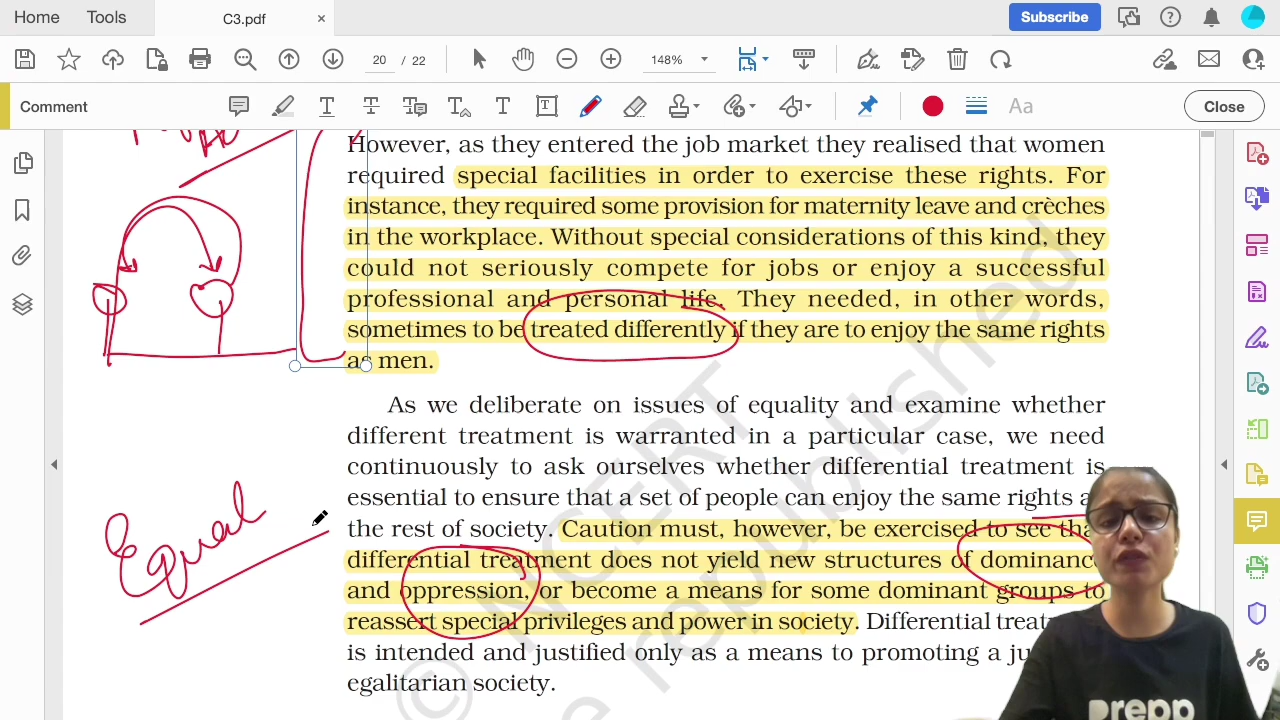 Home
Tools
C3.pdf
Subscribe
20 / 22
148%
Comment
Aa
Close
However, as they entered the job market they realised that women
required special facilities in order to exercise these rights. For
instance, they required some provision for maternity leave and crèches
in the workplace. Without special considerations of this kind, they
could not seriously compete for jobs or enjoy a successful
professional and personal life. They needed, in other words,
sometimes to be treated differently if they are to enjoy the same rights
as men.
As we deliberate on issues of equality and examine whether
different treatment is warranted in a particular case, we need
continuously to ask ourselves whether differential treatment is
essential to ensure that a set of people can enjoy the same rights
the rest of society. Caution must, however, be exercised to see
differential treatment does not yield new structures of
and oppression, or become a means for some dominant groups to
reassert special privileges and power in society. Differential
is intended and justified only as a means to promoting a
egalitarian society.
Equal
© NCERT
be republished
prepp